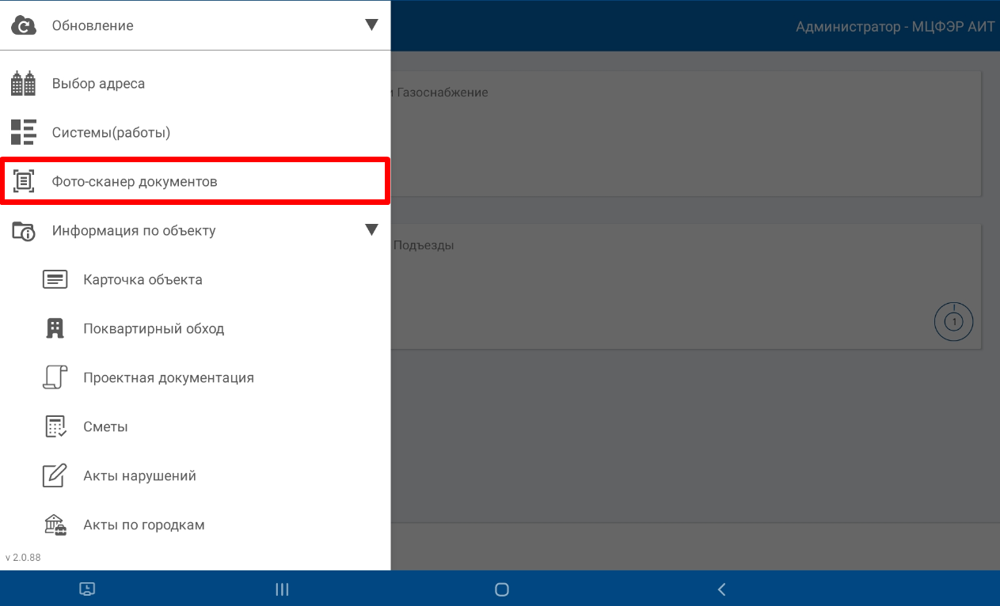 Обновление
Администратор - МЦФЭР АИТ
Выбор адреса
и Газоснабжение
Системы(работы)
Фото-сканер документов
Информация по объекту
Подъезды
Карточка объекта
1
Поквартирный обход
Проектная документация
Сметы
Акты нарушений
Акты по городкам
v 2.0.88